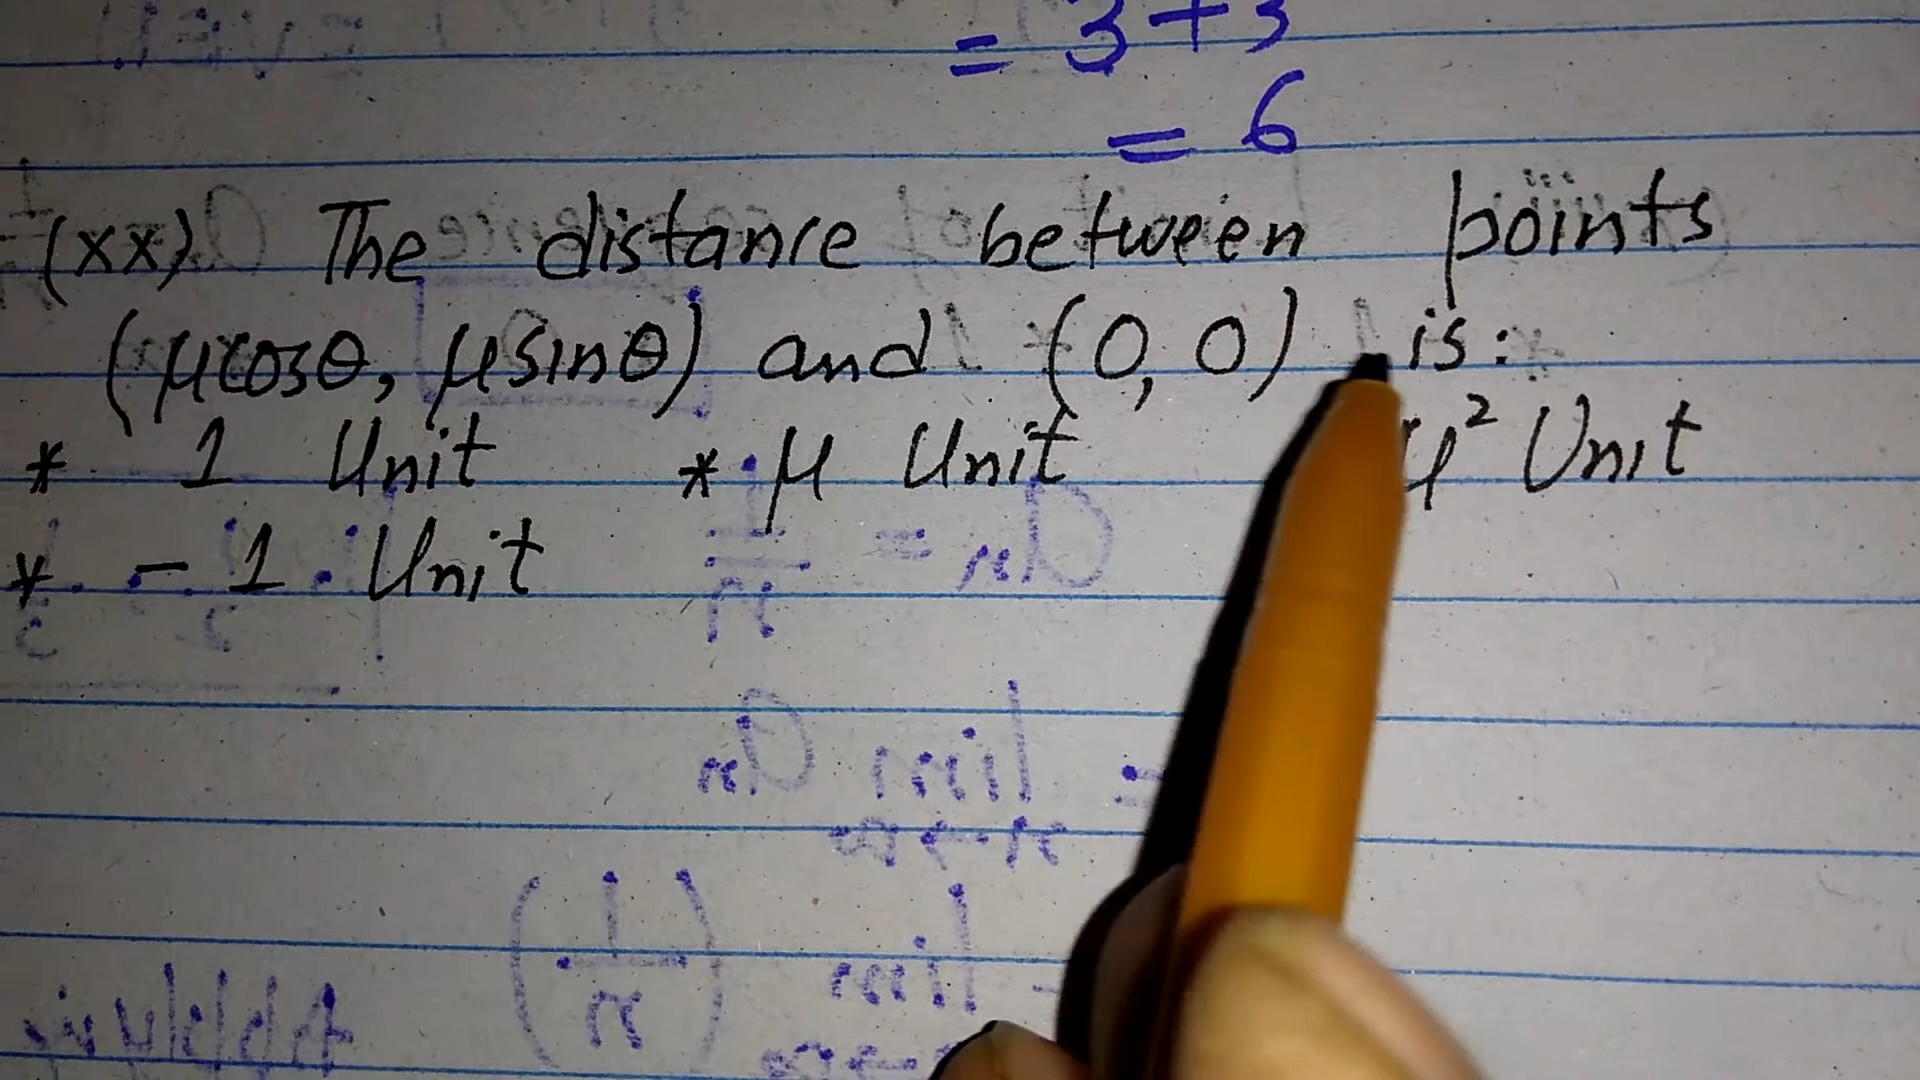 = 3+3
= 6
(xx) The distance between points
(μcosθ, μsinθ) and (0,0) is:
* 1 Unit * μ Unit μ² Unit
* -1 Unit